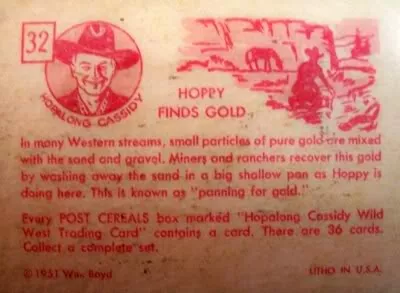 32
HOPALONG CASSIDY
HOPPY
FINDS GOLD
In many Western streams, small particles of pure gold are mixed
with the sand and gravel. Miners and ranchers recover this gold
by washing away the sand in a big shallow pan as Hoppy is
doing here. This is known as "panning for gold."
Every POST CEREALS box marked "Hopalong Cassidy Wild
West Trading Card" contains a card. There are 36 cards.
Collect a complete set.
© 1951 Wm. Boyd
LITHO IN U.S.A.